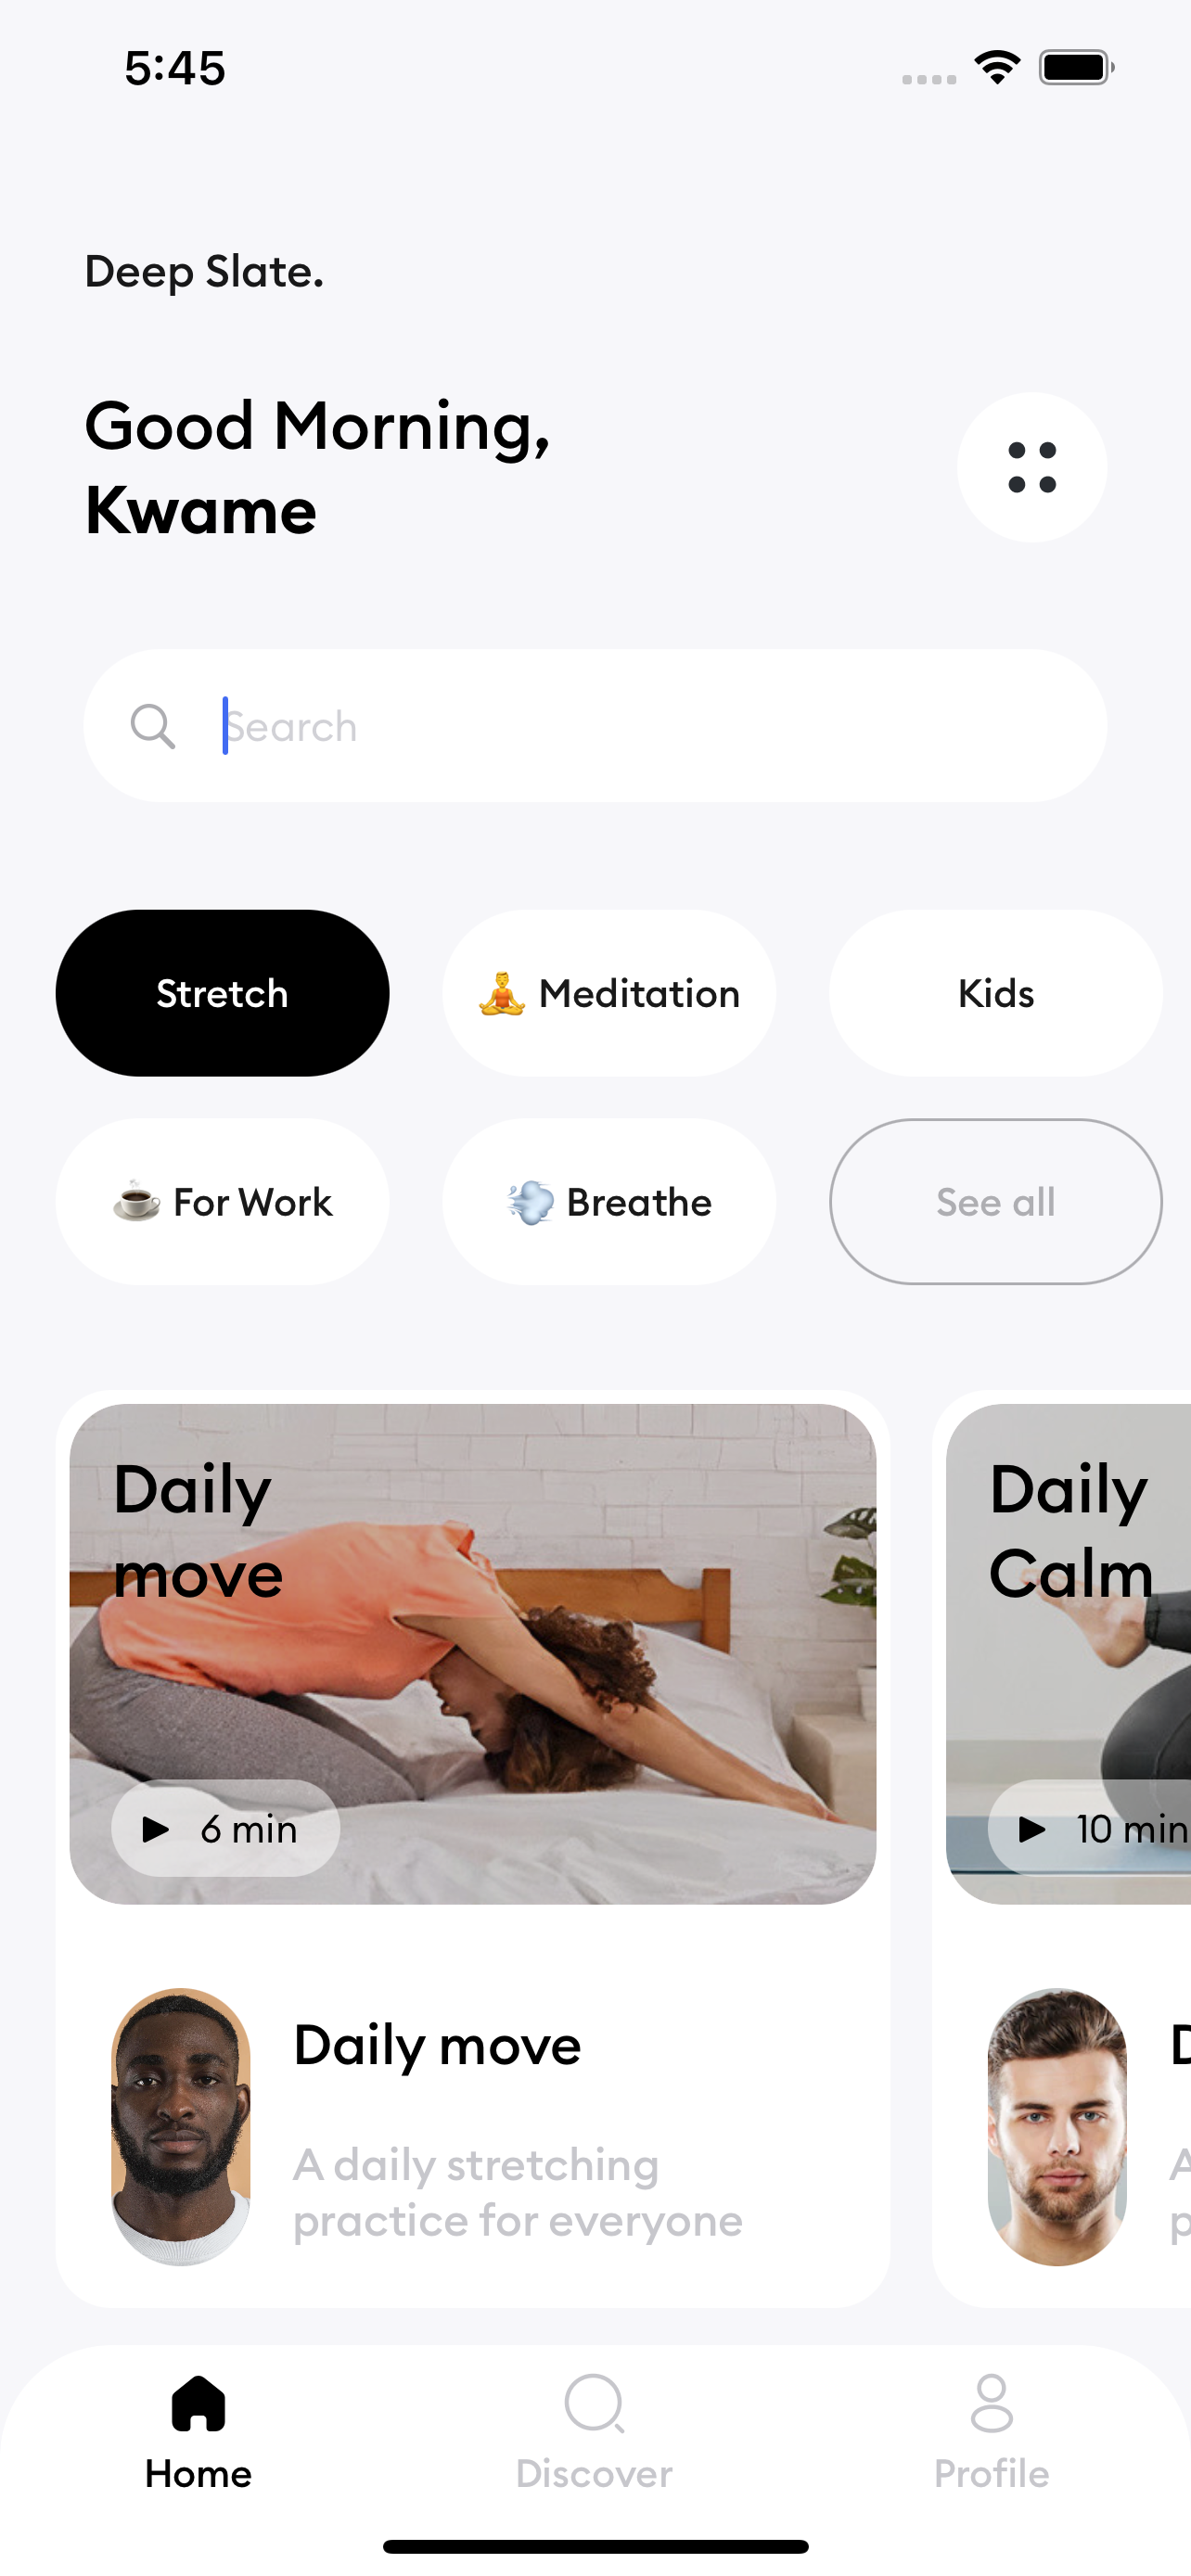 5:45
Deep Slate.
Good Morning,
Kwame
Search
Stretch
🧘 Meditation
Kids
☕ For Work
💨 Breathe
See all
Daily
move
6 min
Daily
Calm
10 min
Daily move
A daily stretching
practice for everyone
D
A
p
Home
Discover
Profile